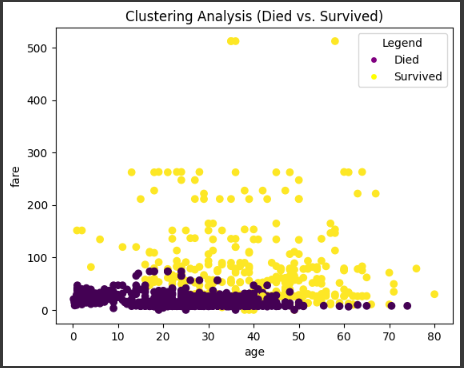 Clustering Analysis (Died vs. Survived)
Legend
Died
Survived
500
400
300
200
100
0
fare
0 10 20 30 40 50 60 70 80
age